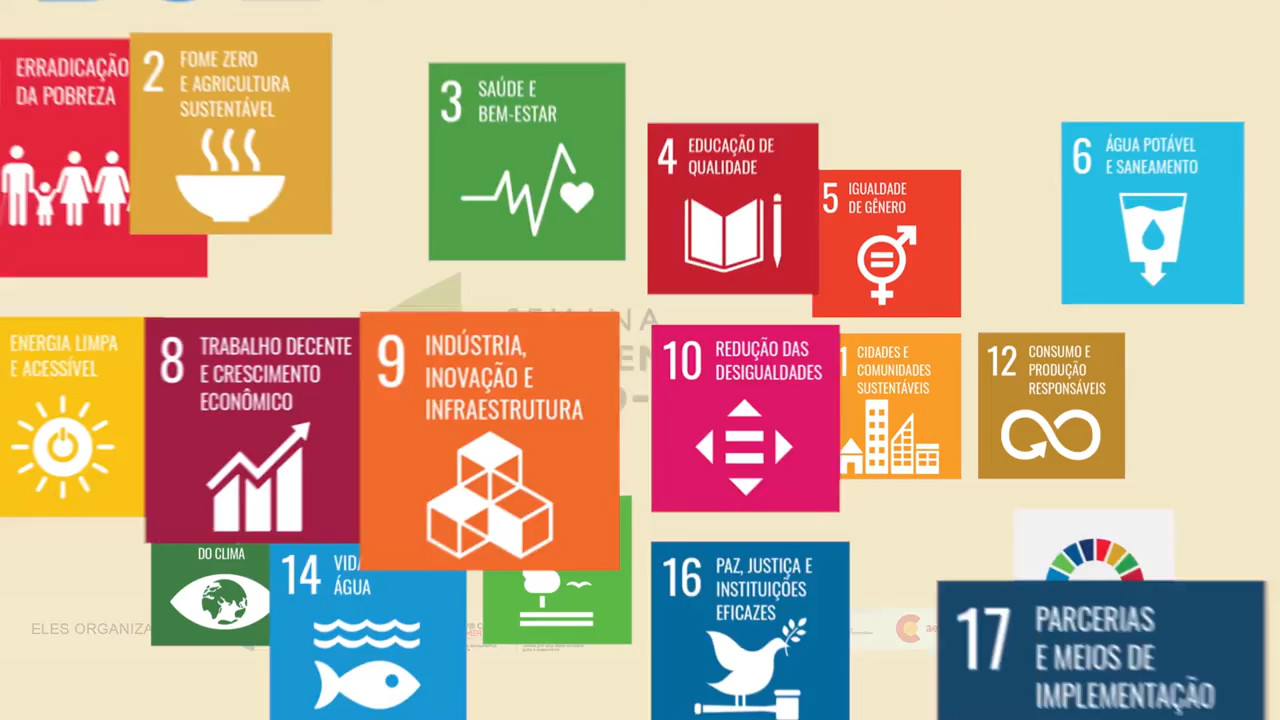 ERRADICAÇÃO
DA POBREZA
2
FOME ZERO
E AGRICULTURA
SUSTENTÁVEL
3
SAÚDE E
BEM-ESTAR
4
EDUCAÇÃO DE
QUALIDADE
5
IGUALDADE
DE GÊNERO
6
ÁGUA POTÁVEL
E SANEAMENTO
ENERGIA LIMPA
E ACESSÍVEL
8
TRABALHO DECENTE
E CRESCIMENTO
ECONÔMICO
9
INDÚSTRIA,
INOVAÇÃO E
INFRAESTRUTURA
10
REDUÇÃO DAS
DESIGUALDADES
1
CIDADES E
COMUNIDADES
SUSTENTÁVEIS
12
CONSUMO E
PRODUÇÃO
RESPONSÁVEIS
DO CLIMA
14
VIDA
ÁGUA
16
PAZ, JUSTIÇA E
INSTITUIÇÕES
EFICAZES
17
PARCERIAS
E MEIOS DE
IMPLEMENTAÇÃO
ELES ORGANIZA